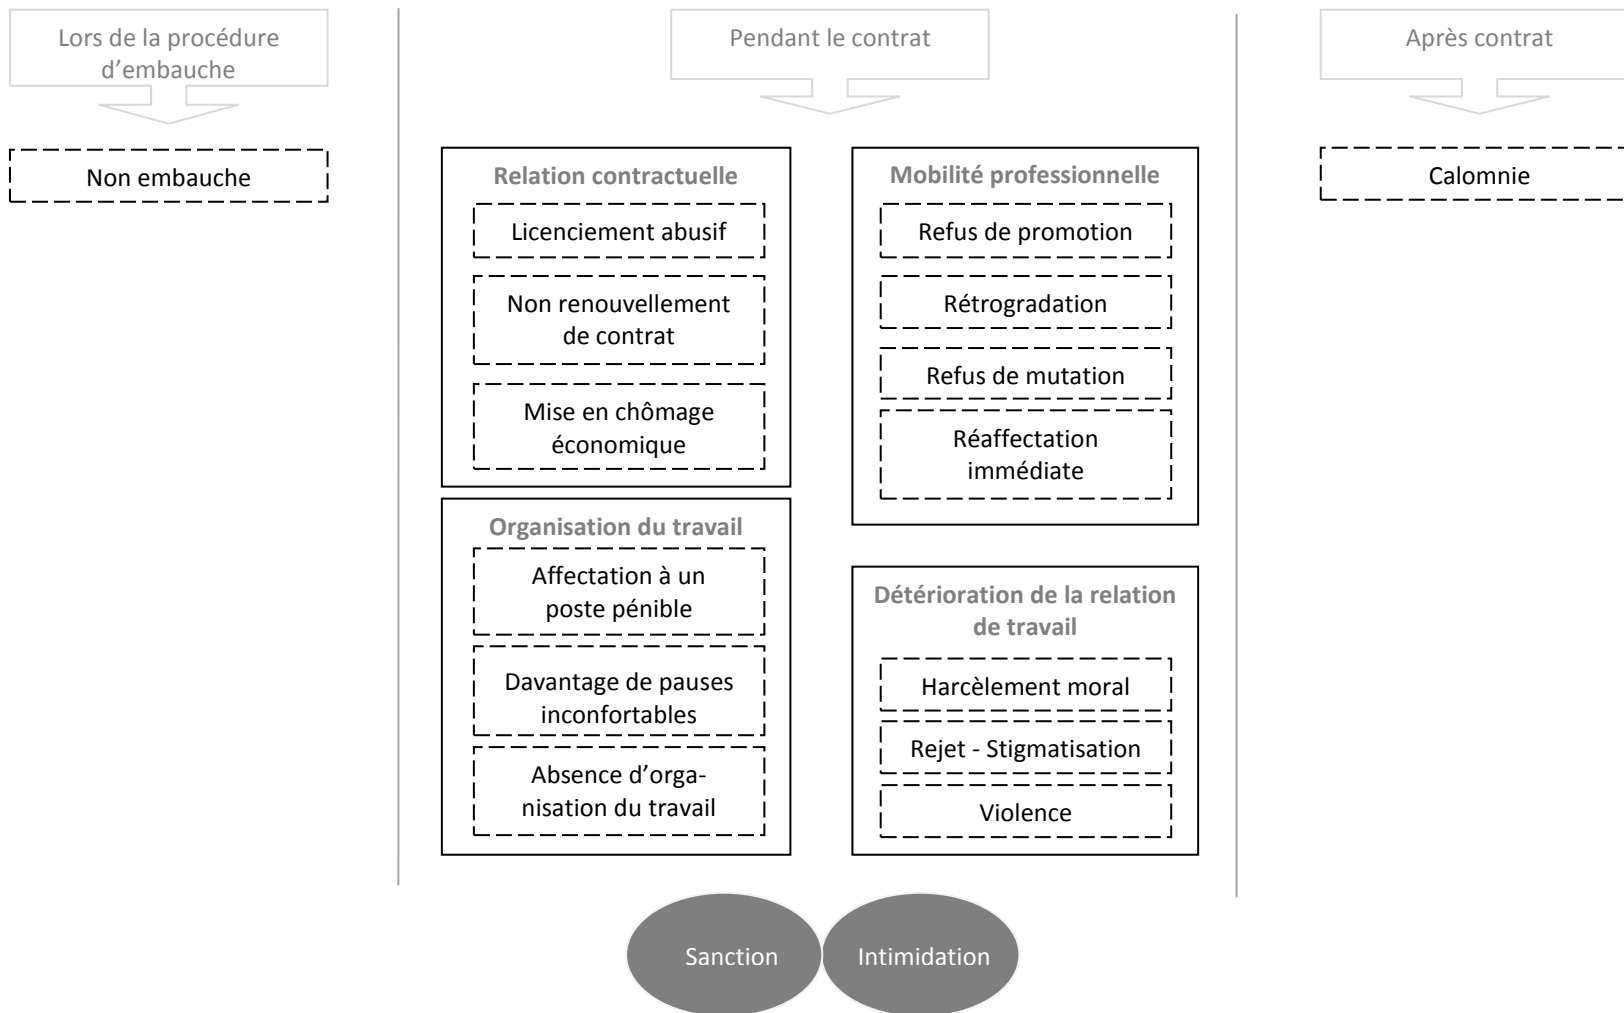 Lors de la procédure
d’embauche
Pendant le contrat
Après contrat
Non embauche
Relation contractuelle
Licenciement abusif
Non renouvellement
de contrat
Mise en chômage
économique
Organisation du travail
Affectation à un
poste pénible
Davantage de pauses
inconfortables
Absence d’orga-
nisation du travail
Mobilité professionnelle
Refus de promotion
Rétrogradation
Refus de mutation
Réaffectation
immédiate
Détérioration de la relation
de travail
Harcèlement moral
Rejet - Stigmatisation
Violence
Calomnie
Sanction
Intimidation